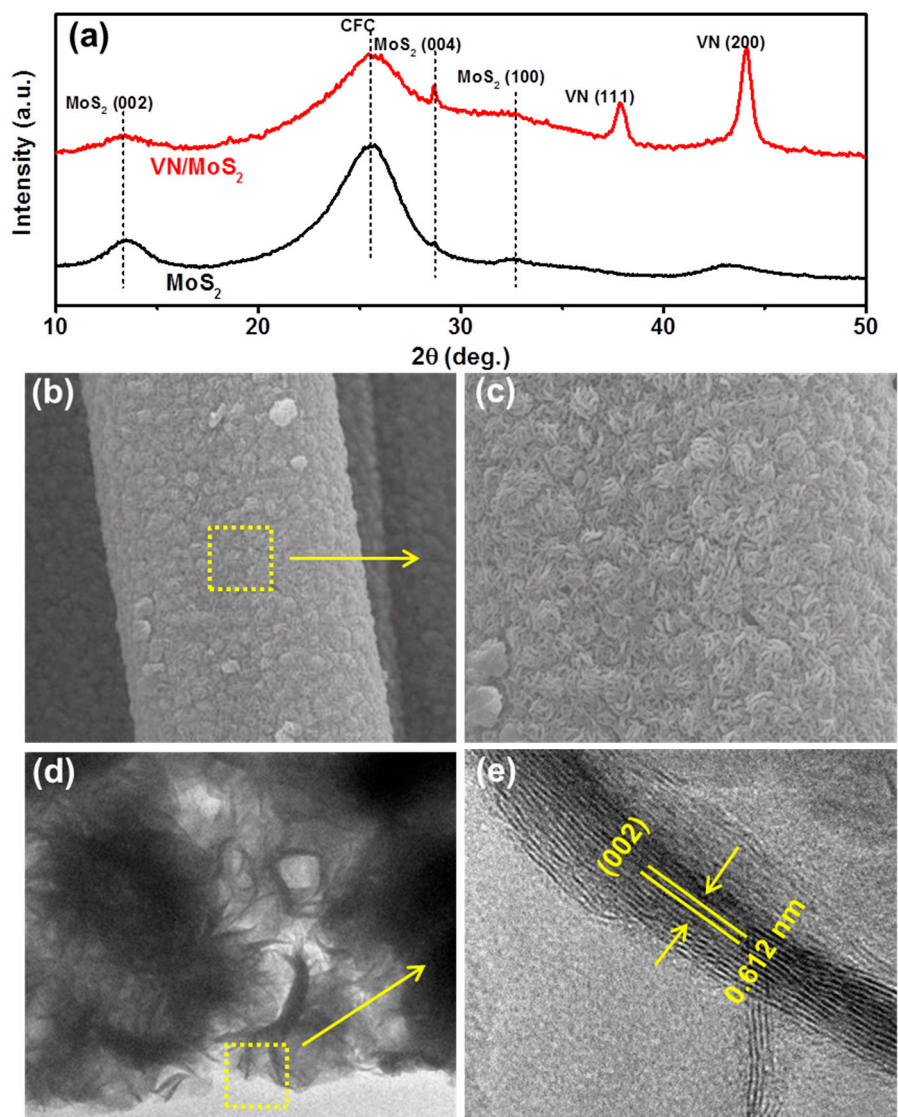 (a)
CFC
MoS₂ (004)
VN (200)
MoS₂ (100)
MoS₂ (002)
VN (111)
VN/MoS₂
MoS₂
Intensity (a.u.)
10 20 30 40 50
2θ (deg.)
(b)
(c)
(d)
(e)
(002)
0.612 nm